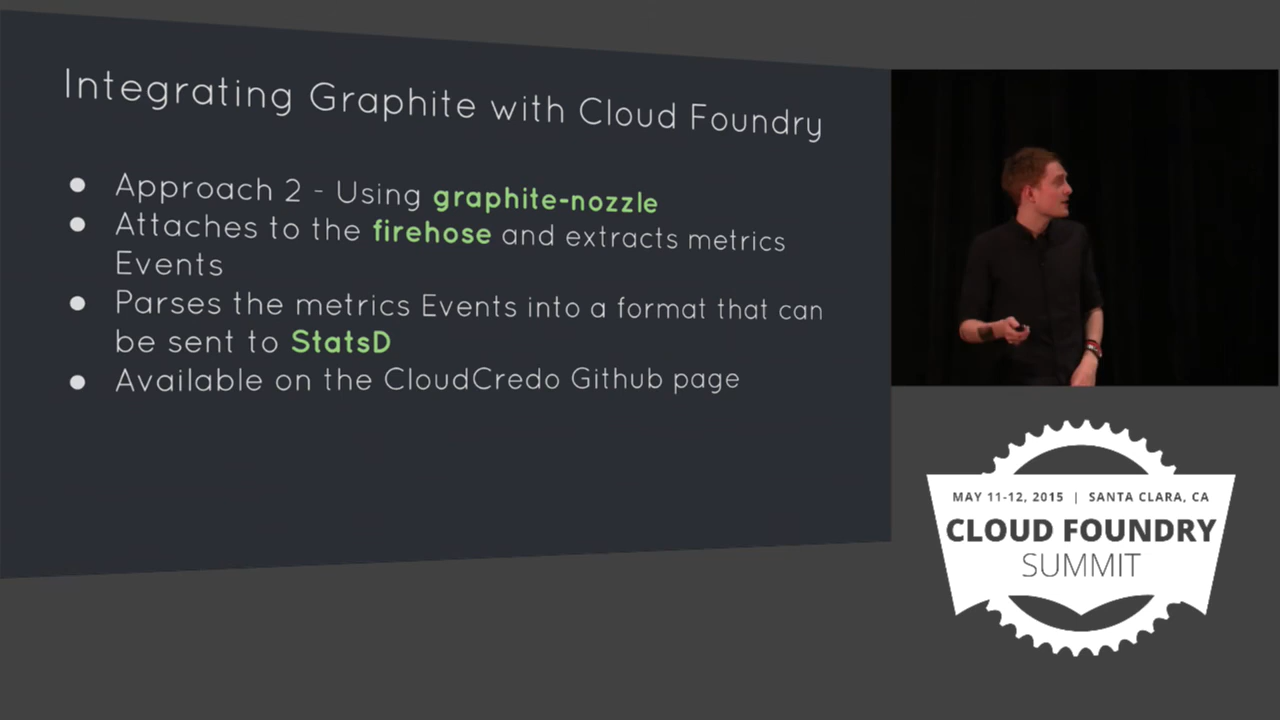 Integrating Graphite with Cloud Foundry
● Approach 2 - Using graphite-nozzle
● Attaches to the firehose and extracts metrics
Events
● Parses the metrics Events into a format that can
be sent to StatsD
● Available on the CloudCredo Github page
MAY 11-12, 2015 | SANTA CLARA, CA
CLOUD FOUNDRY
SUMMIT